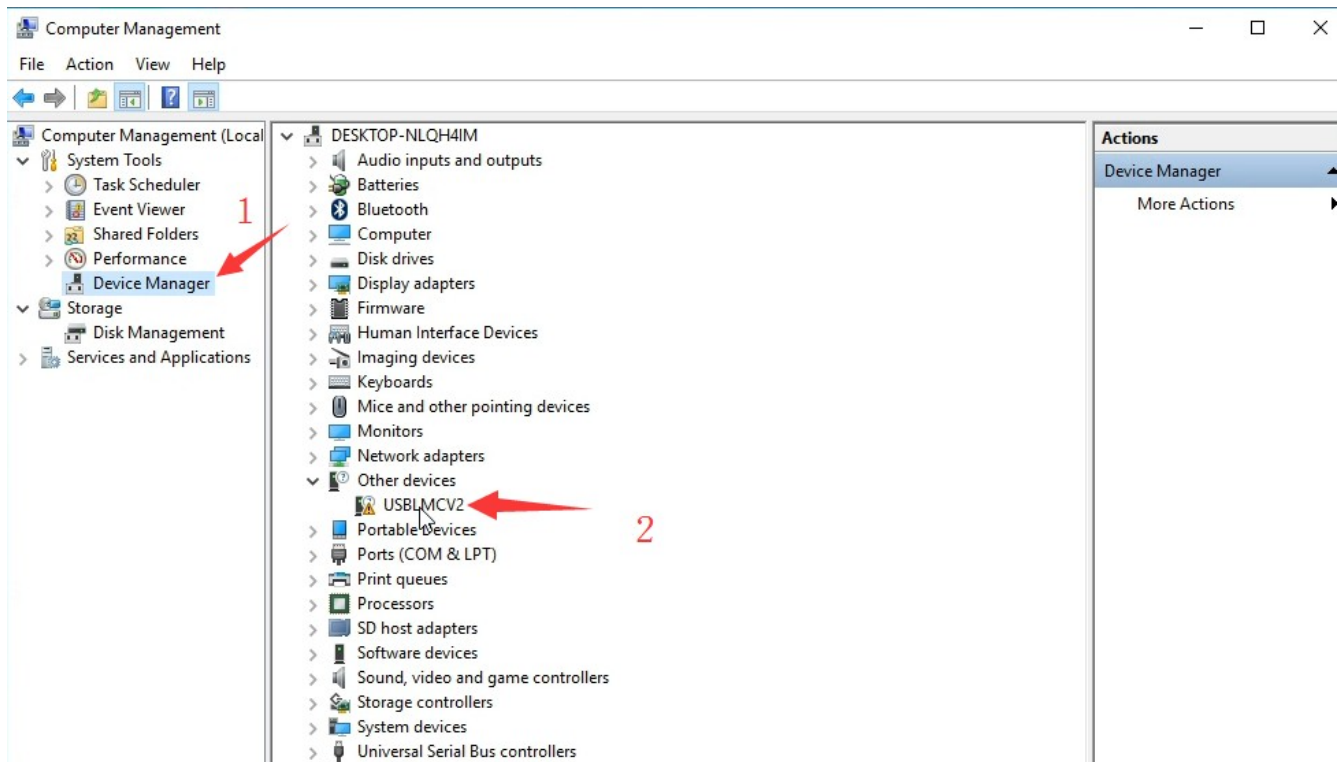 Computer Management
File Action View Help
Computer Management (Local
System Tools
Task Scheduler
Event Viewer
Shared Folders
Performance
Device Manager
Storage
Disk Management
Services and Applications
1
DESKTOP-NLQH4IM
Audio inputs and outputs
Batteries
Bluetooth
Computer
Disk drives
Display adapters
Firmware
Human Interface Devices
Imaging devices
Keyboards
Mice and other pointing devices
Monitors
Network adapters
Other devices
USBLMCV2
2
Portable Devices
Ports (COM & LPT)
Print queues
Processors
SD host adapters
Software devices
Sound, video and game controllers
Storage controllers
System devices
Universal Serial Bus controllers
Actions
Device Manager
More Actions